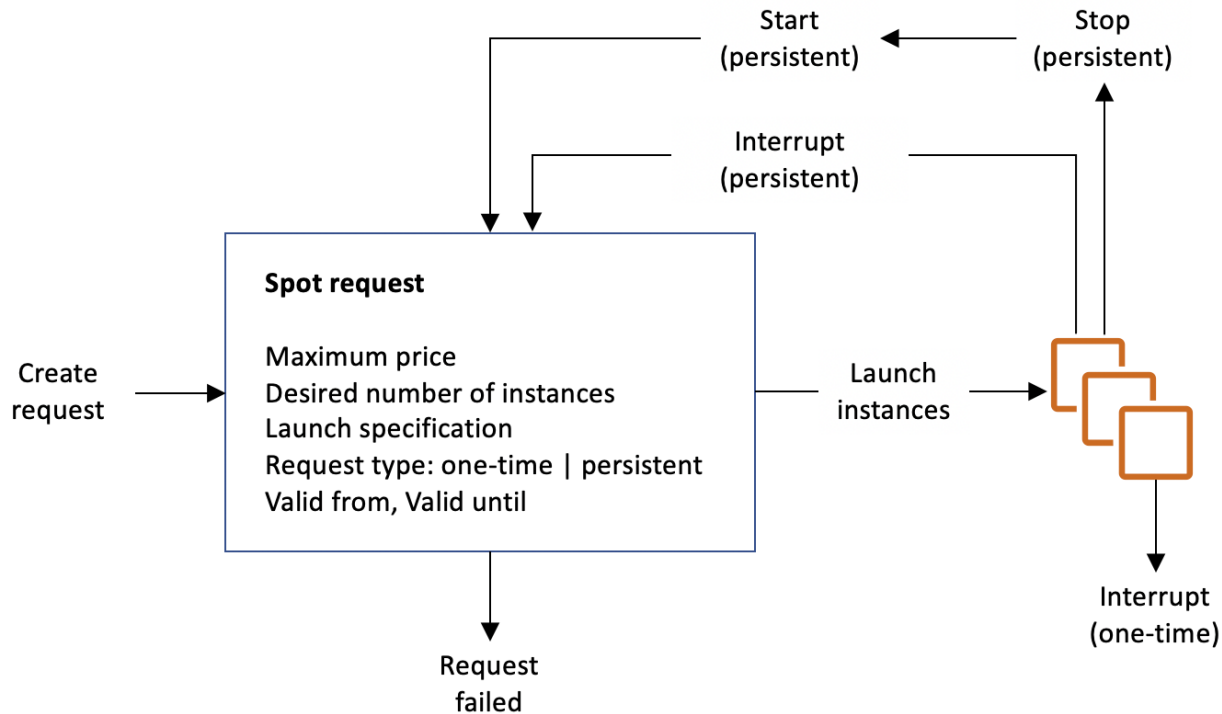 Start
(persistent)
Stop
(persistent)
Interrupt
(persistent)
Spot request
Maximum price
Desired number of instances
Launch specification
Request type: one-time | persistent
Valid from, Valid until
Create
request
Launch
instances
Interrupt
(one-time)
Request
failed